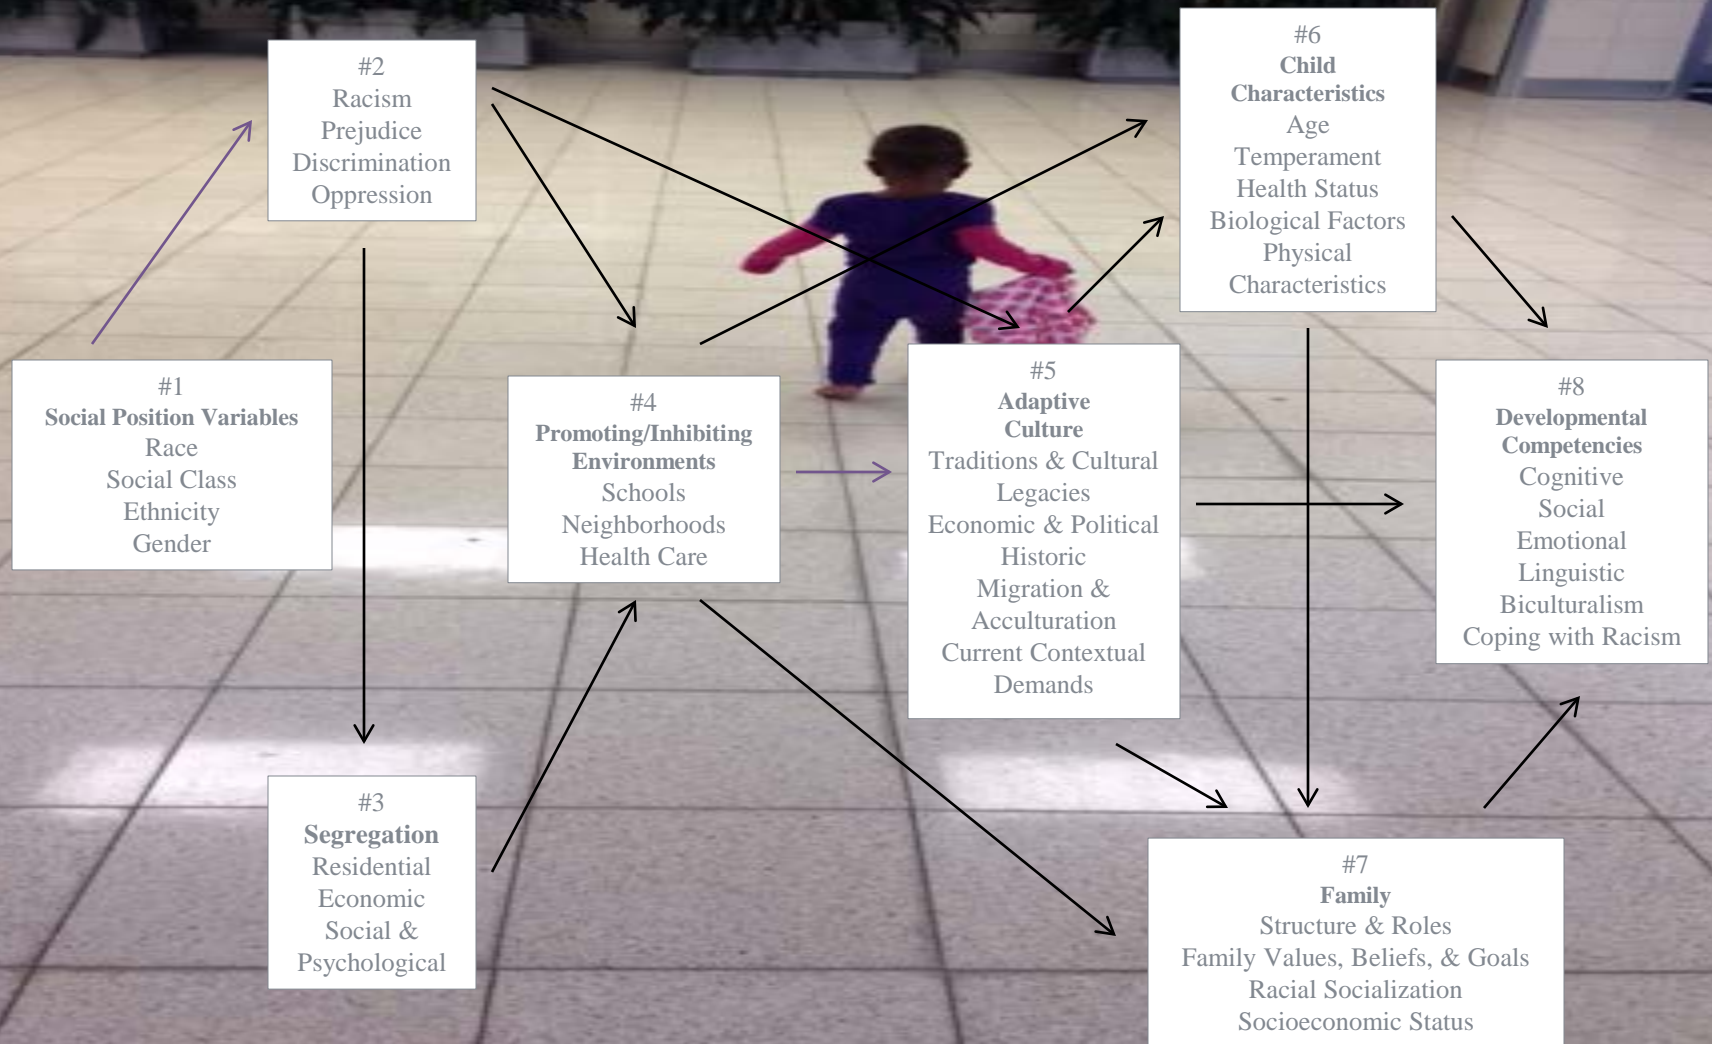 #1
Social Position Variables
Race
Social Class
Ethnicity
Gender
#2
Racism
Prejudice
Discrimination
Oppression
#3
Segregation
Residential
Economic
Social &
Psychological
#4
Promoting/Inhibiting
Environments
Schools
Neighborhoods
Health Care
#5
Adaptive
Culture
Traditions & Cultural
Legacies
Economic & Political
Historic
Migration &
Acculturation
Current Contextual
Demands
#6
Child
Characteristics
Age
Temperament
Health Status
Biological Factors
Physical
Characteristics
#7
Family
Structure & Roles
Family Values, Beliefs, & Goals
Racial Socialization
Socioeconomic Status
#8
Developmental
Competencies
Cognitive
Social
Emotional
Linguistic
Biculturalism
Coping with Racism